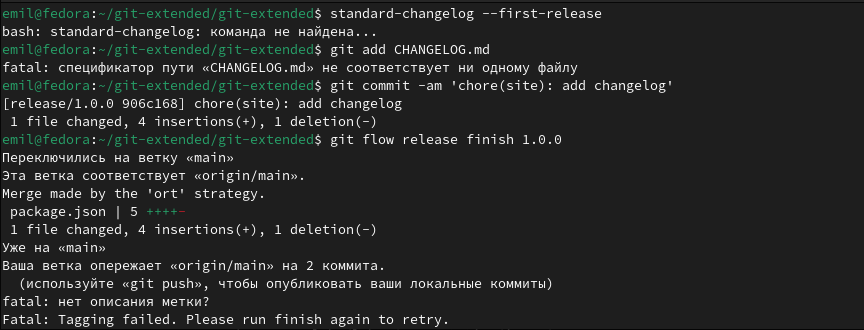 emil@fedora:~/git-extended/git-extended$ standard-changelog --first-release
bash: standard-changelog: команда не найдена...
emil@fedora:~/git-extended/git-extended$ git add CHANGELOG.md
fatal: спецификатор пути «CHANGELOG.md» не соответствует ни одному файлу
emil@fedora:~/git-extended/git-extended$ git commit -am 'chore(site): add changelog'
[release/1.0.0 906c168] chore(site): add changelog
 1 file changed, 4 insertions(+), 1 deletion(-)
emil@fedora:~/git-extended/git-extended$ git flow release finish 1.0.0
Переключились на ветку «main»
Эта ветка соответствует «origin/main».
Merge made by the 'ort' strategy.
 package.json | 5 ++++-
 1 file changed, 4 insertions(+), 1 deletion(-)
Уже на «main»
Ваша ветка опережает «origin/main» на 2 коммита.
  (используйте «git push», чтобы опубликовать ваши локальные коммиты)
fatal: нет описания метки?
Fatal: Tagging failed. Please run finish again to retry.